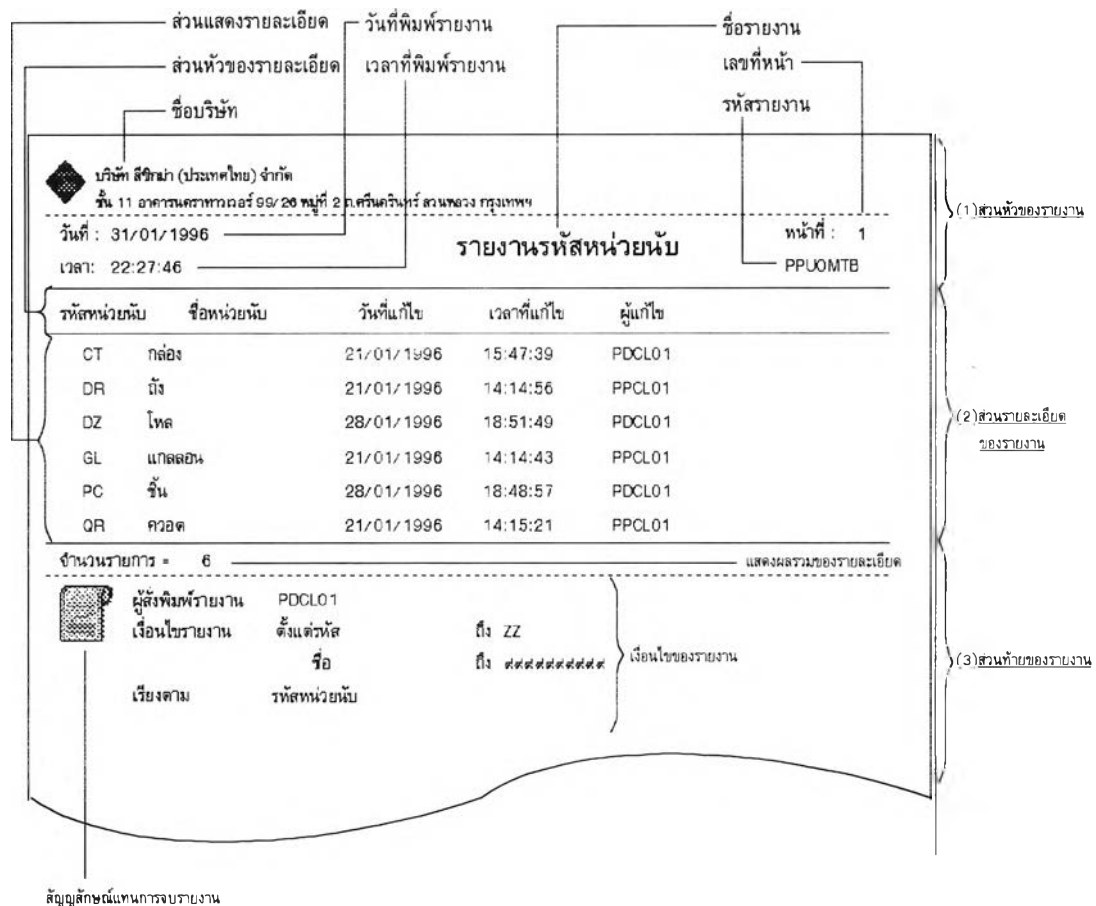 ส่วนแสดงรายละเอียด วันที่พิมพ์รายงาน ชื่อรายงาน
ส่วนหัวของรายละเอียด เวลาที่พิมพ์รายงาน เลขที่หน้า
ชื่อบริษัท รหัสรายงาน
บริษัท สีซิกม่า (ประเทศไทย) จำกัด
ชั้น 11 อาคารนคราทาวเวอร์ 99/26 หมู่ที่ 2 ถ.ศรีนครินทร์ สวนหลวง กรุงเทพฯ
(1)ส่วนหัวของรายงาน
วันที่ : 31/01/1996 รายงานรหัสหน่วยนับ หน้าที่ : 1
เวลา: 22:27:46 PPUOMTB
รหัสหน่วยนับ ชื่อหน่วยนับ วันที่แก้ไข เวลาที่แก้ไข ผู้แก้ไข
CT กล่อง 21/01/1996 15:47:39 PDCL01
DR ถัง 21/01/1996 14:14:56 PPCL01
DZ โหล 28/01/1996 18:51:49 PDCL01
(2)ส่วนรายละเอียด
ของรายงาน
GL แกลลอน 21/01/1996 14:14:43 PPCL01
PC ชิ้น 28/01/1996 18:48:57 PDCL01
QR ควอต 21/01/1996 14:15:21 PPCL01
จำนวนรายการ = 6 แสดงผลรวมของรายละเอียด
ผู้สั่งพิมพ์รายงาน PDCL01
เงื่อนไขรายงาน ตั้งแต่รหัส ถึง ZZ
ชื่อ ถึง ๙๙๙๙๙๙๙๙๙๙ เงื่อนไขของรายงาน
(3)ส่วนท้ายของรายงาน
เรียงตาม รหัสหน่วยนับ
สัญญลักษณ์แทนการจบรายงาน